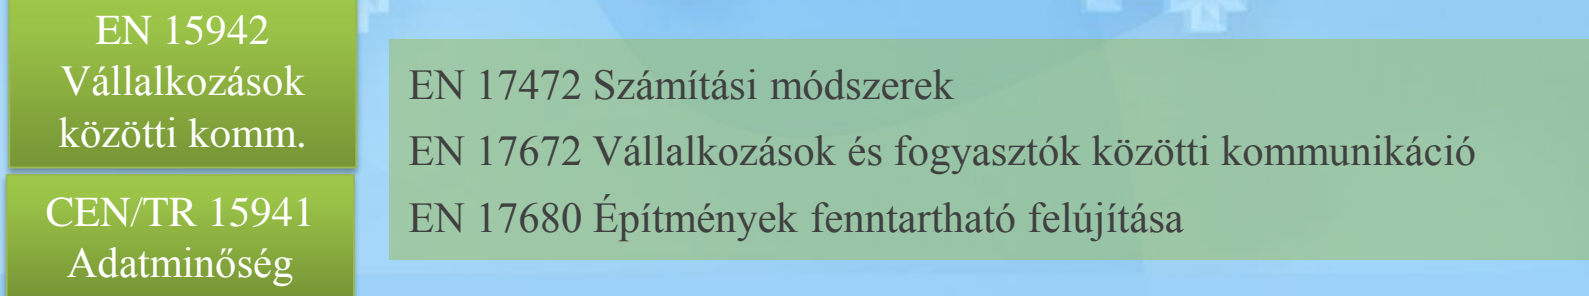 EN 15942
Vállalkozások
közötti komm.
CEN/TR 15941
Adatminőség
EN 17472 Számítási módszerek
EN 17672 Vállalkozások és fogyasztók közötti kommunikáció
EN 17680 Építmények fenntartható felújítása